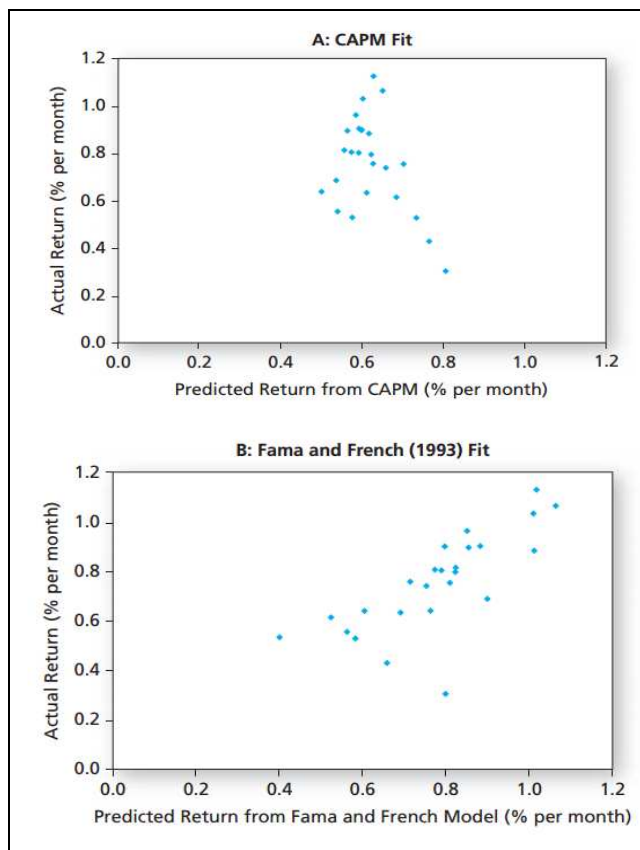 A: CAPM Fit
1.2
1.0
0.8
0.6
0.4
0.2
0.0
Actual Return (% per month)
0.0 0.2 0.4 0.6 0.8 1.0 1.2
Predicted Return from CAPM (% per month)
B: Fama and French (1993) Fit
1.2
1.0
0.8
0.6
0.4
0.2
0.0
Actual Return (% per month)
0.0 0.2 0.4 0.6 0.8 1.0 1.2
Predicted Return from Fama and French Model (% per month)